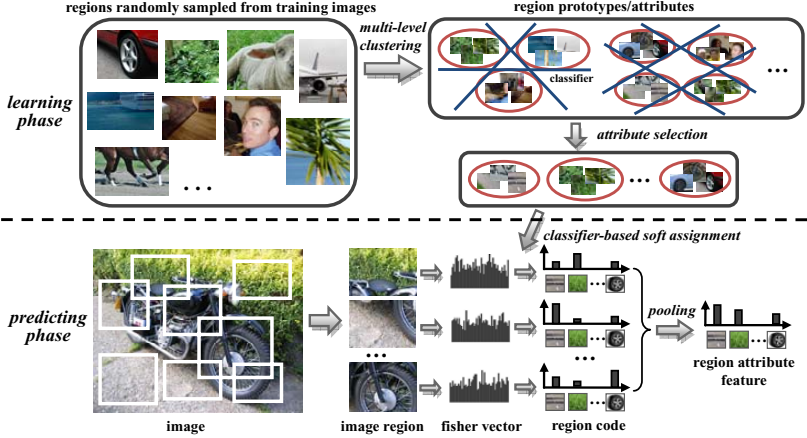 regions randomly sampled from training images
region prototypes/attributes
multi-level
clustering
classifier
learning
phase
...
...
attribute selection
...
classifier-based soft assignment
predicting
phase
...
...
pooling
...
...
...
...
region attribute
feature
image
image region
fisher vector
region code